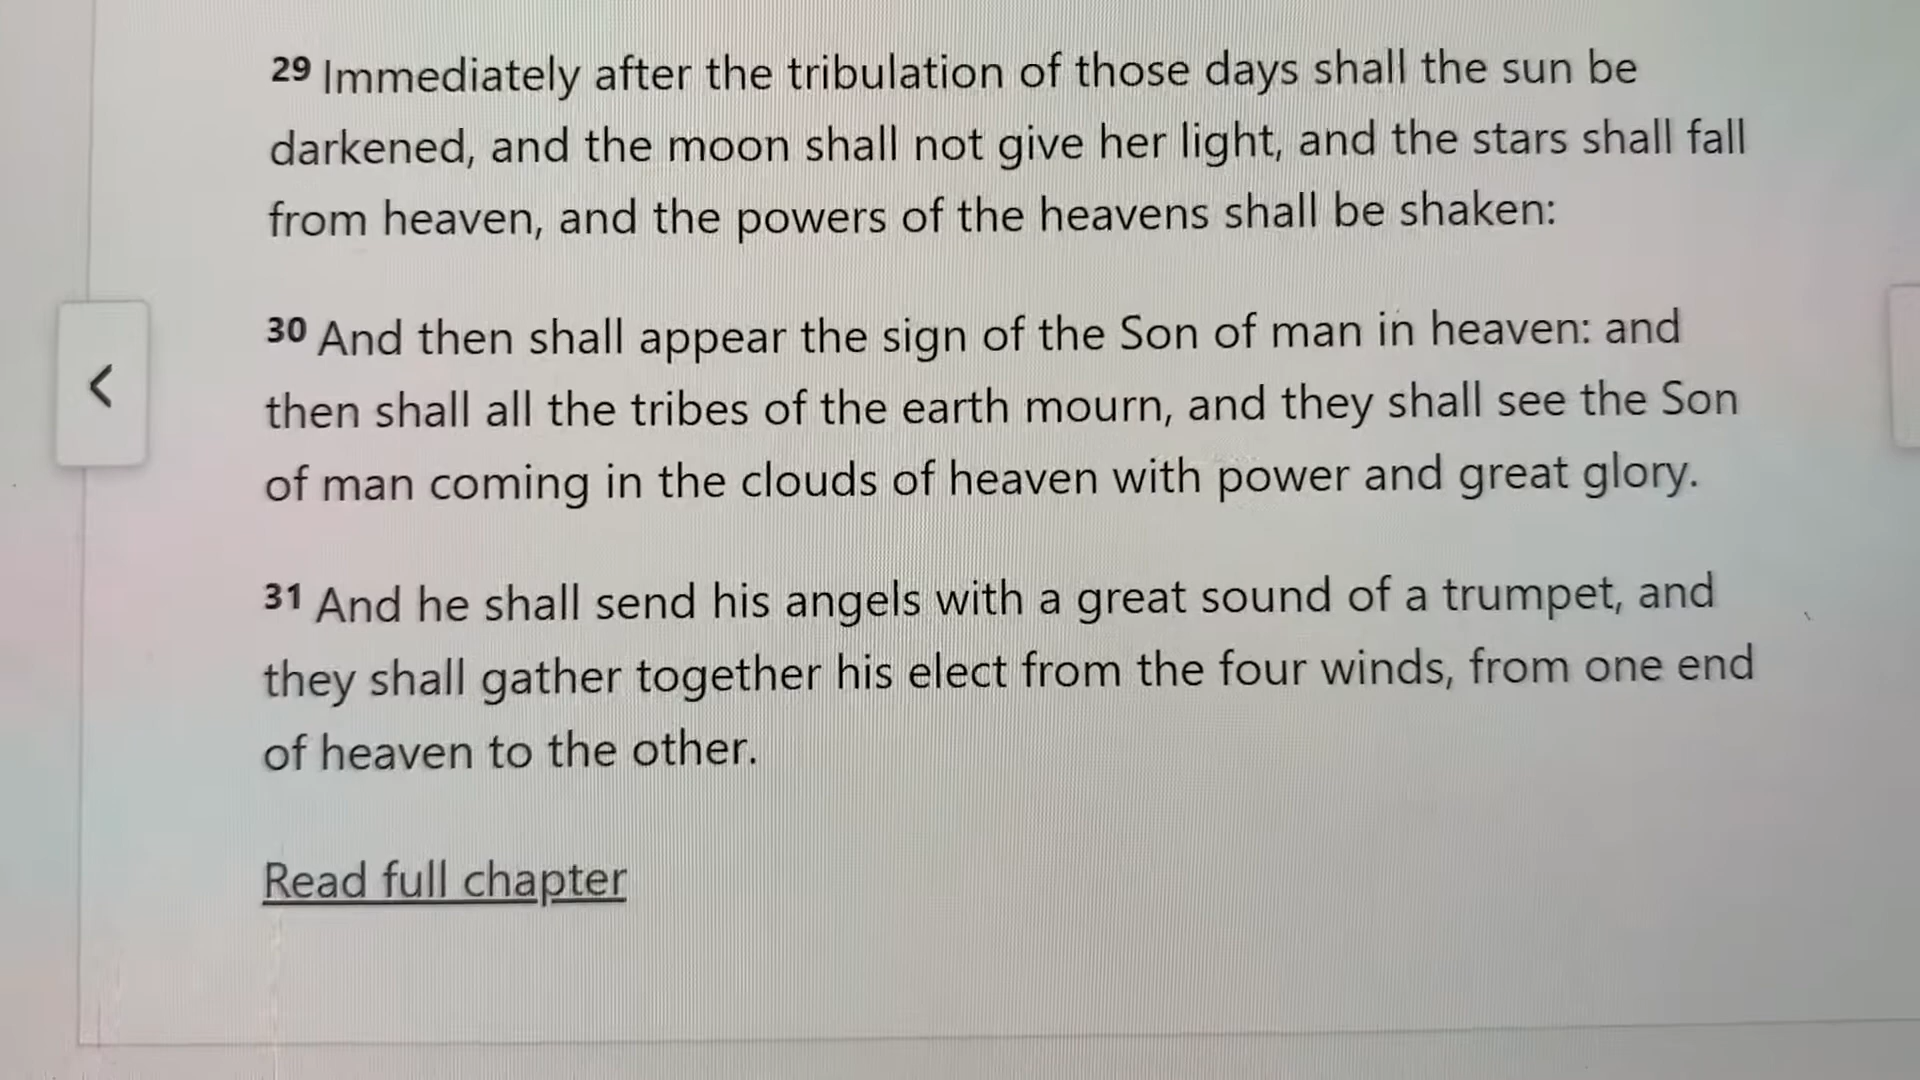 29 Immediately after the tribulation of those days shall the sun be
darkened, and the moon shall not give her light, and the stars shall fall
from heaven, and the powers of the heavens shall be shaken:
30 And then shall appear the sign of the Son of man in heaven: and
then shall all the tribes of the earth mourn, and they shall see the Son
of man coming in the clouds of heaven with power and great glory.
31 And he shall send his angels with a great sound of a trumpet, and
they shall gather together his elect from the four winds, from one end
of heaven to the other.
Read full chapter